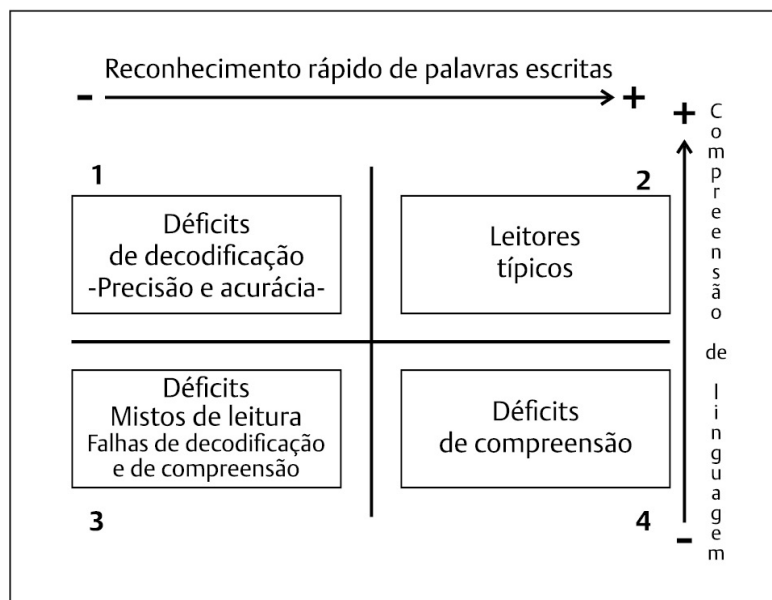 Reconhecimento rápido de palavras escritas
- +
+
Compreensão de linguagem
-
1
Déficits
de decodificação
-Precisão e acurácia-
2
Leitores
típicos
Déficits
Mistos de leitura
Falhas de decodificação
e de compreensão
3
Déficits
de compreensão
4